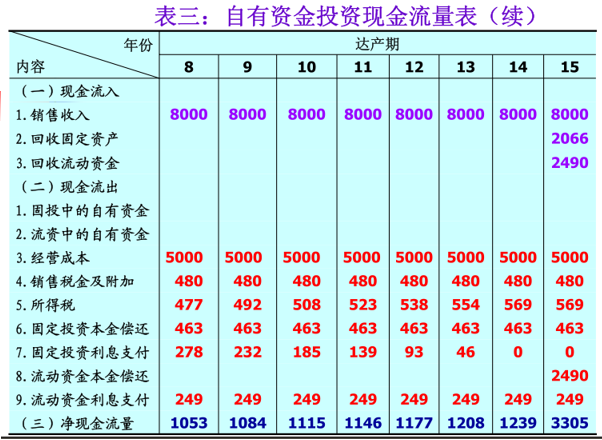 表三：自有资金投资现金流量表（续）
年份 达产期
内容 8 9 10 11 12 13 14 15
（一）现金流入
1.销售收入 8000 8000 8000 8000 8000 8000 8000 8000
2.回收固定资产 2066
3.回收流动资金 2490
（二）现金流出
1.固投中的自有资金
2.流资中的自有资金
3.经营成本 5000 5000 5000 5000 5000 5000 5000 5000
4.销售税金及附加 480 480 480 480 480 480 480 480
5.所得税 477 492 508 523 538 554 569 569
6.固定投资本金偿还 463 463 463 463 463 463 463 463
7.固定投资利息支付 278 232 185 139 93 46 0 0
8.流动资金本金偿还 2490
9.流动资金利息支付 249 249 249 249 249 249 249 249
（三）净现金流量 1053 1084 1115 1146 1177 1208 1239 3305